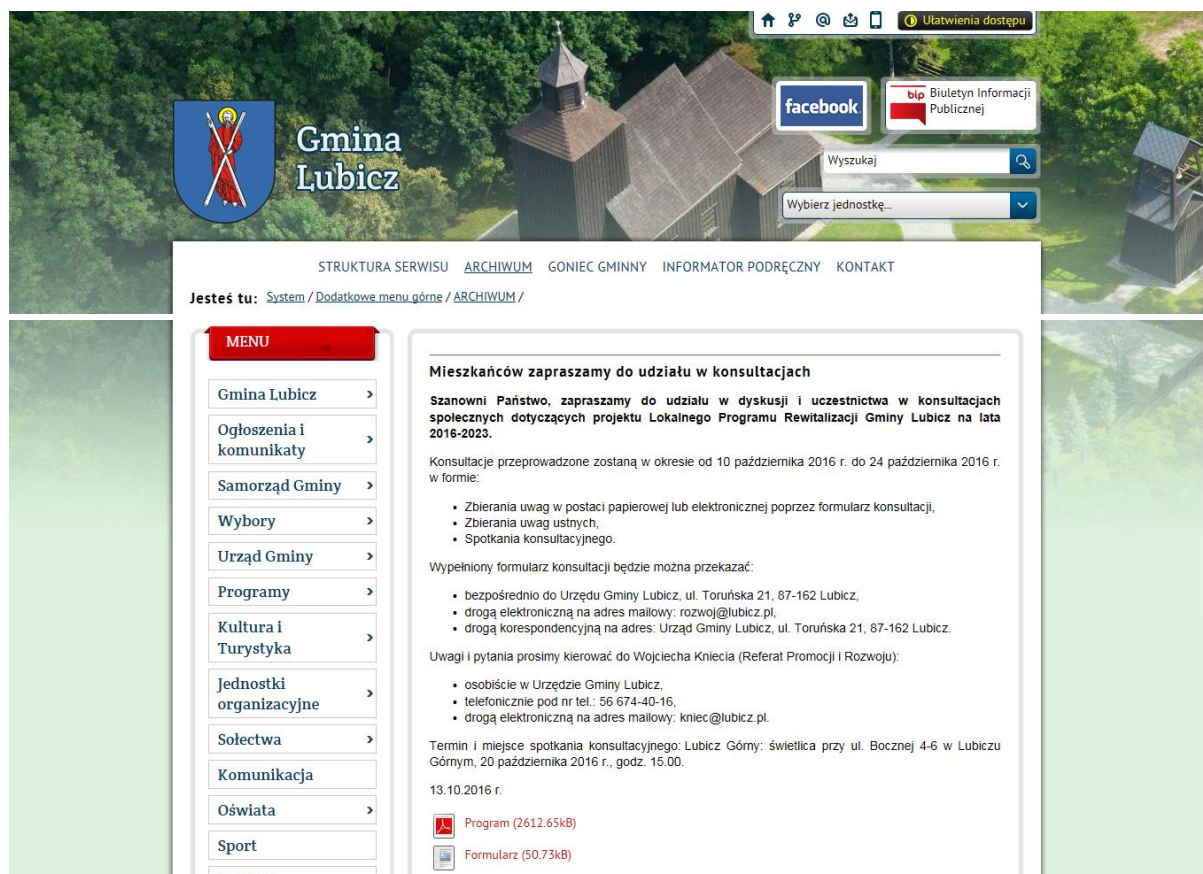 Ułatwienia dostępu
facebook
bip Biuletyn Informacji
Publicznej
Gmina
Lubicz
Wyszukaj
Wybierz jednostkę...
STRUKTURA SERWISU ARCHIWUM GONIEC GMINNY INFORMATOR PODRĘCZNY KONTAKT
Jesteś tu: System / Dodatkowe menu górne / ARCHIWUM /
MENU
Gmina Lubicz
Ogłoszenia i
komunikaty
Samorząd Gminy
Wybory
Urząd Gminy
Programy
Kultura i
Turystyka
Jednostki
organizacyjne
Sołectwa
Komunikacja
Oświata
Sport
Mieszkańców zapraszamy do udziału w konsultacjach
Szanowni Państwo, zapraszamy do udziału w dyskusji i uczestnictwa w konsultacjach
społecznych dotyczących projektu Lokalnego Programu Rewitalizacji Gminy Lubicz na lata
2016-2023.
Konsultacje przeprowadzone zostaną w okresie od 10 października 2016 r. do 24 października 2016 r.
w formie:
• Zbierania uwag w postaci papierowej lub elektronicznej poprzez formularz konsultacji,
• Zbierania uwag ustnych,
• Spotkania konsultacyjnego.
Wypełniony formularz konsultacji będzie można przekazać:
• bezpośrednio do Urzędu Gminy Lubicz, ul. Toruńska 21, 87-162 Lubicz,
• drogą elektroniczną na adres mailowy: rozwoj@lubicz.pl,
• drogą korespondencyjną na adres: Urząd Gminy Lubicz, ul. Toruńska 21, 87-162 Lubicz.
Uwagi i pytania prosimy kierować do Wojciecha Kniecia (Referat Promocji i Rozwoju):
• osobiście w Urzędzie Gminy Lubicz,
• telefonicznie pod nr tel.: 56 674-40-16,
• drogą elektroniczną na adres mailowy: kniec@lubicz.pl.
Termin i miejsce spotkania konsultacyjnego: Lubicz Górny: świetlica przy ul. Bocznej 4-6 w Lubiczu
Górnym, 20 października 2016 r., godz. 15.00.
13.10.2016 r.
Program (2612.65kB)
Formularz (50.73kB)